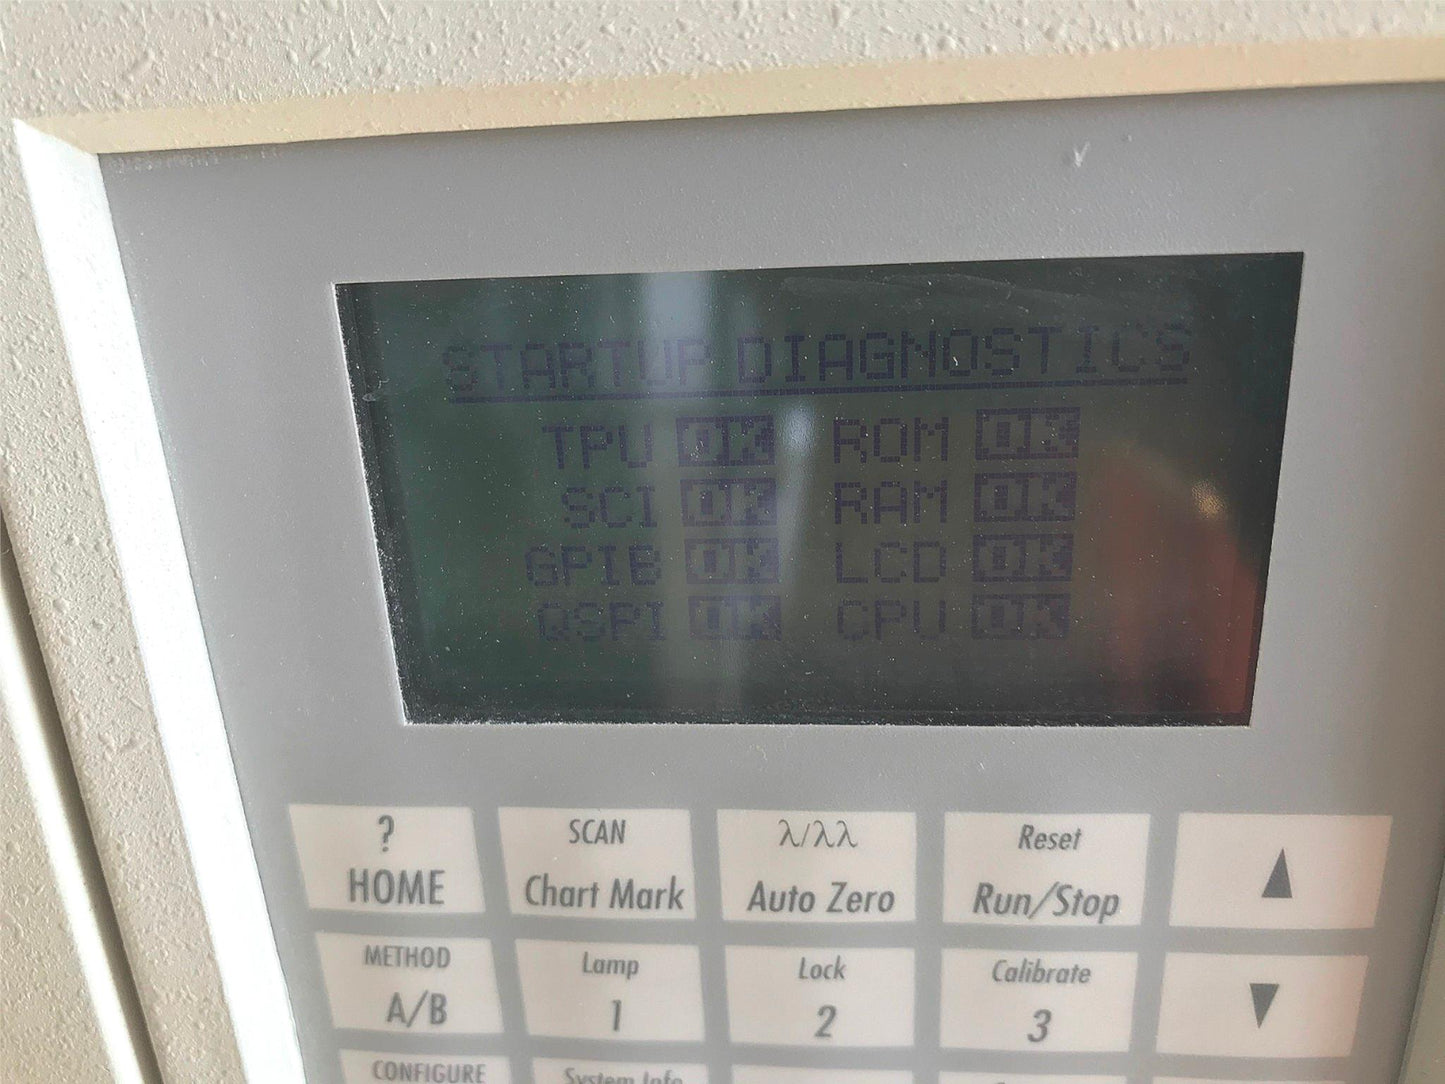 STARTUP DIAGNOSTICS
TPU OK ROM OK
SCI OK RAM OK
GPIB OK LCD OK
QSPI OK CPU OK
? SCAN λ/λλ Reset
HOME Chart Mark Auto Zero Run/Stop ▲
METHOD Lamp Lock Calibrate
A/B 1 2 3 ▼
CONFIGURE System Info